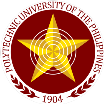 POLYTECHNIC UNIVERSITY OF THE PHILIPPINES
1904